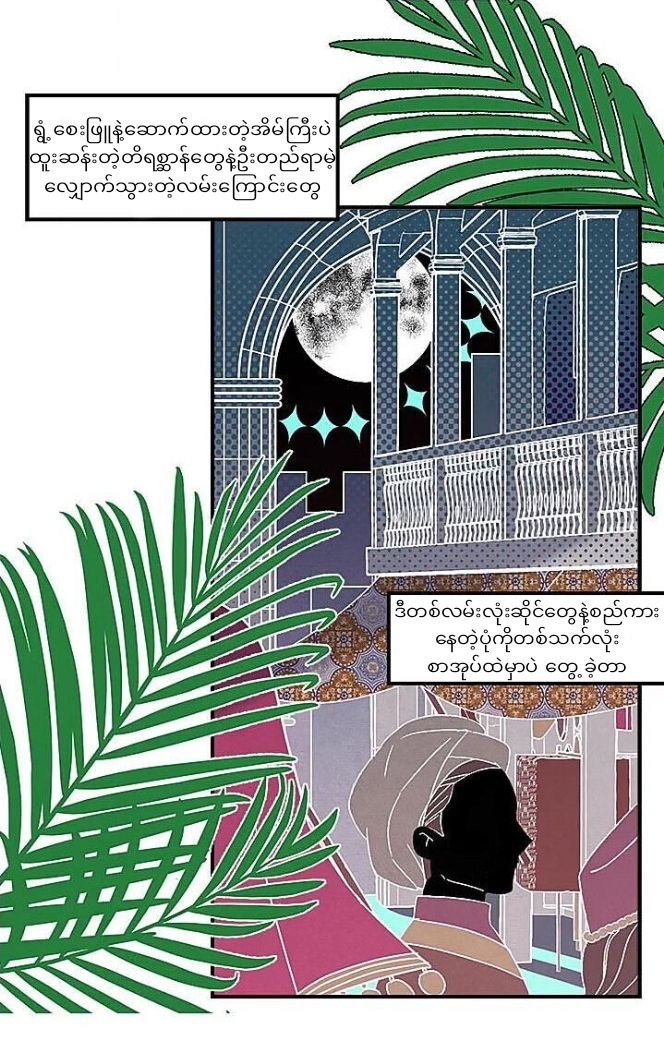 ရွံ့စေးဖြူနဲ့ဆောက်ထားတဲ့အိမ်ကြီးပဲ
ထူးဆန်းတဲ့တိရစ္ဆာန်တွေနဲ့ဦးတည်ရာမဲ့
လျှောက်သွားတဲ့လမ်းကြောင်းတွေ
ဒီတစ်လမ်းလုံးဆိုင်တွေနဲ့စည်ကား
နေတဲ့ပုံကိုတစ်သက်လုံး
စာအုပ်ထဲမှာပဲ တွေ့ခဲ့တာ